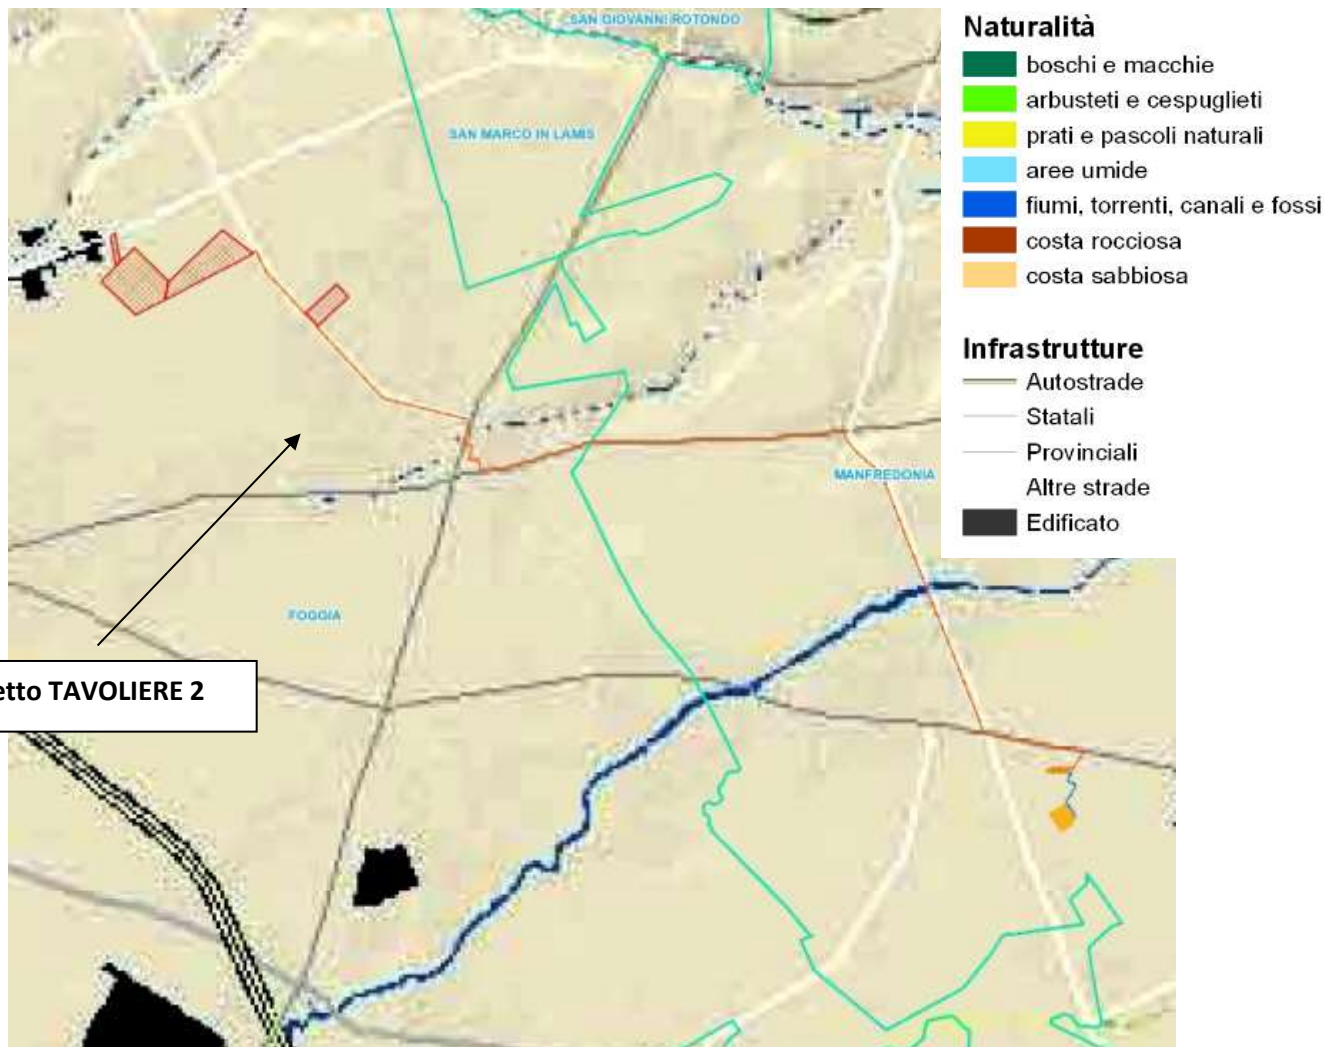 SAN GIOVANNI ROTONDO
SAN MARCO IN LAMIS
MANFREDONIA
FOGGIA
etto TAVOLIERE 2
Naturalità
boschi e macchie
arbusteti e cespuglieti
prati e pascoli naturali
aree umide
fiumi, torrenti, canali e fossi
costa rocciosa
costa sabbiosa
Infrastrutture
Autostrade
Statali
Provinciali
Altre strade
Edificato